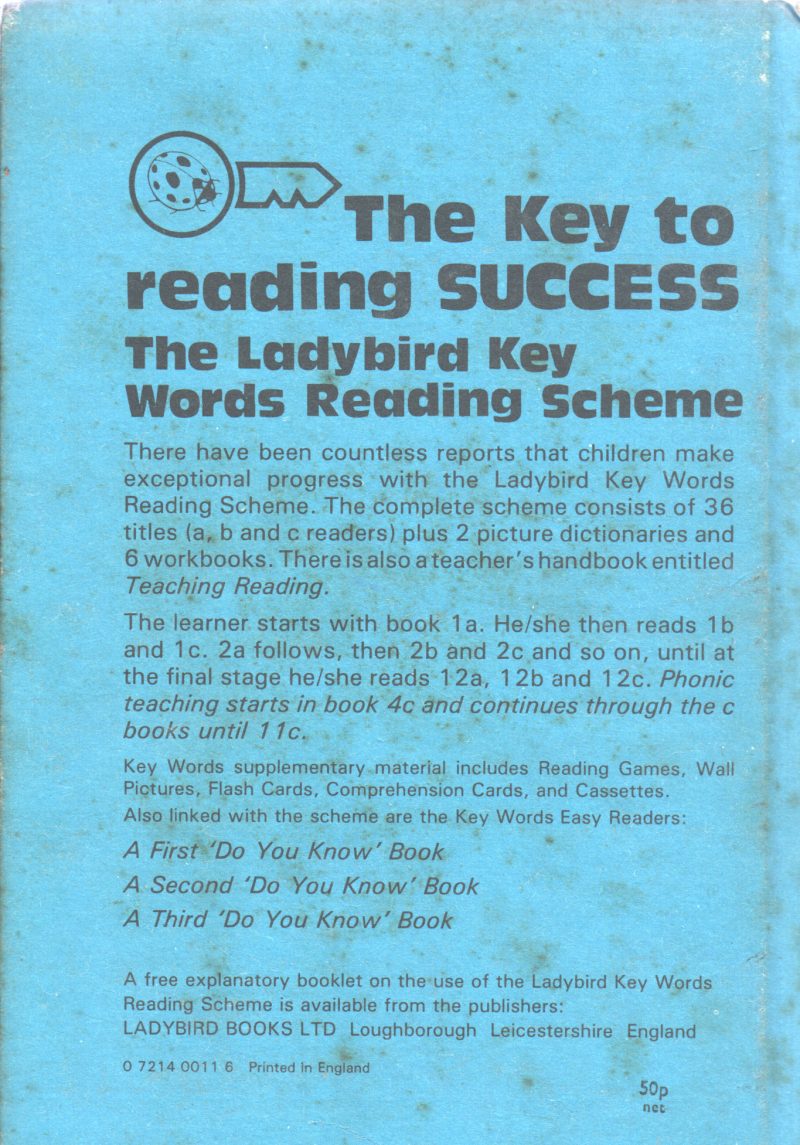 The Key to
reading SUCCESS
The Ladybird Key
Words Reading Scheme
There have been countless reports that children make
exceptional progress with the Ladybird Key Words
Reading Scheme. The complete scheme consists of 36
titles (a, b and c readers) plus 2 picture dictionaries and
6 workbooks. There is also a teacher's handbook entitled
Teaching Reading.
The learner starts with book 1a. He/she then reads 1b
and 1c. 2a follows, then 2b and 2c and so on, until at
the final stage he/she reads 12a, 12b and 12c. Phonic
teaching starts in book 4c and continues through the c
books until 11c.
Key Words supplementary material includes Reading Games, Wall
Pictures, Flash Cards, Comprehension Cards, and Cassettes.
Also linked with the scheme are the Key Words Easy Readers:
A First 'Do You Know' Book
A Second 'Do You Know' Book
A Third 'Do You Know' Book
A free explanatory booklet on the use of the Ladybird Key Words
Reading Scheme is available from the publishers:
LADYBIRD BOOKS LTD Loughborough Leicestershire England
0 7214 0011 6 Printed in England
50p
net